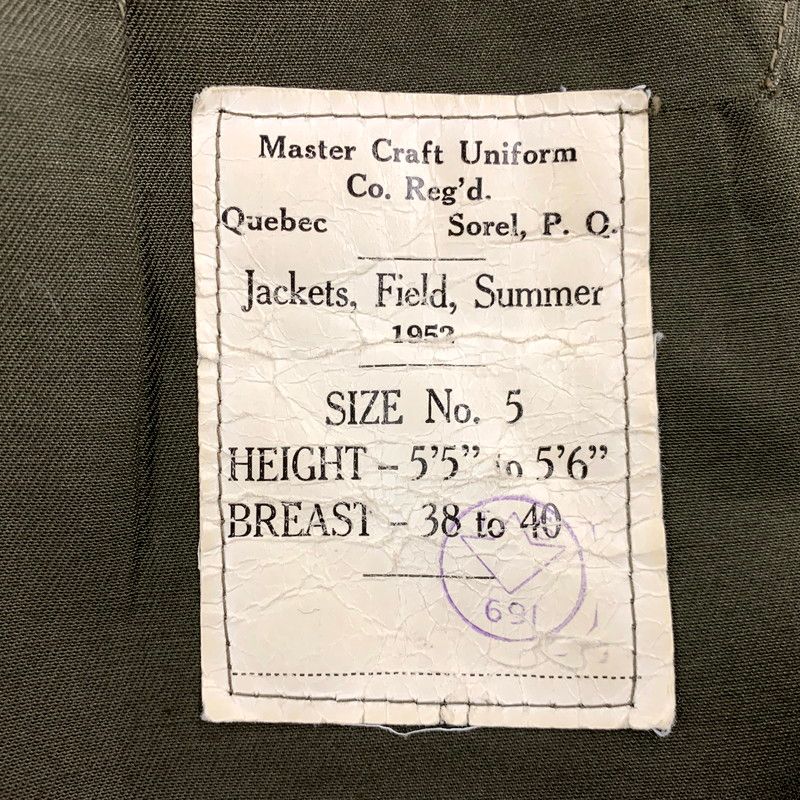 Master Craft Uniform
Co. Reg'd.
Quebec Sorel, P. Q.
Jackets, Field, Summer
1952
SIZE No. 5
HEIGHT – 5'5" to 5'6"
BREAST – 38 to 40
691